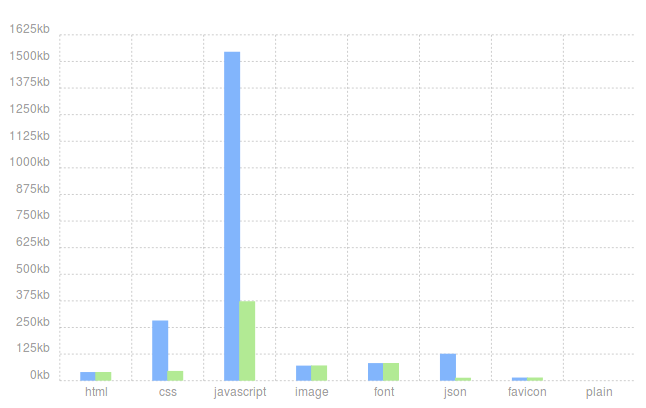 1625kb
1500kb
1375kb
1250kb
1125kb
1000kb
875kb
750kb
625kb
500kb
375kb
250kb
125kb
0kb
html css javascript image font json favicon plain